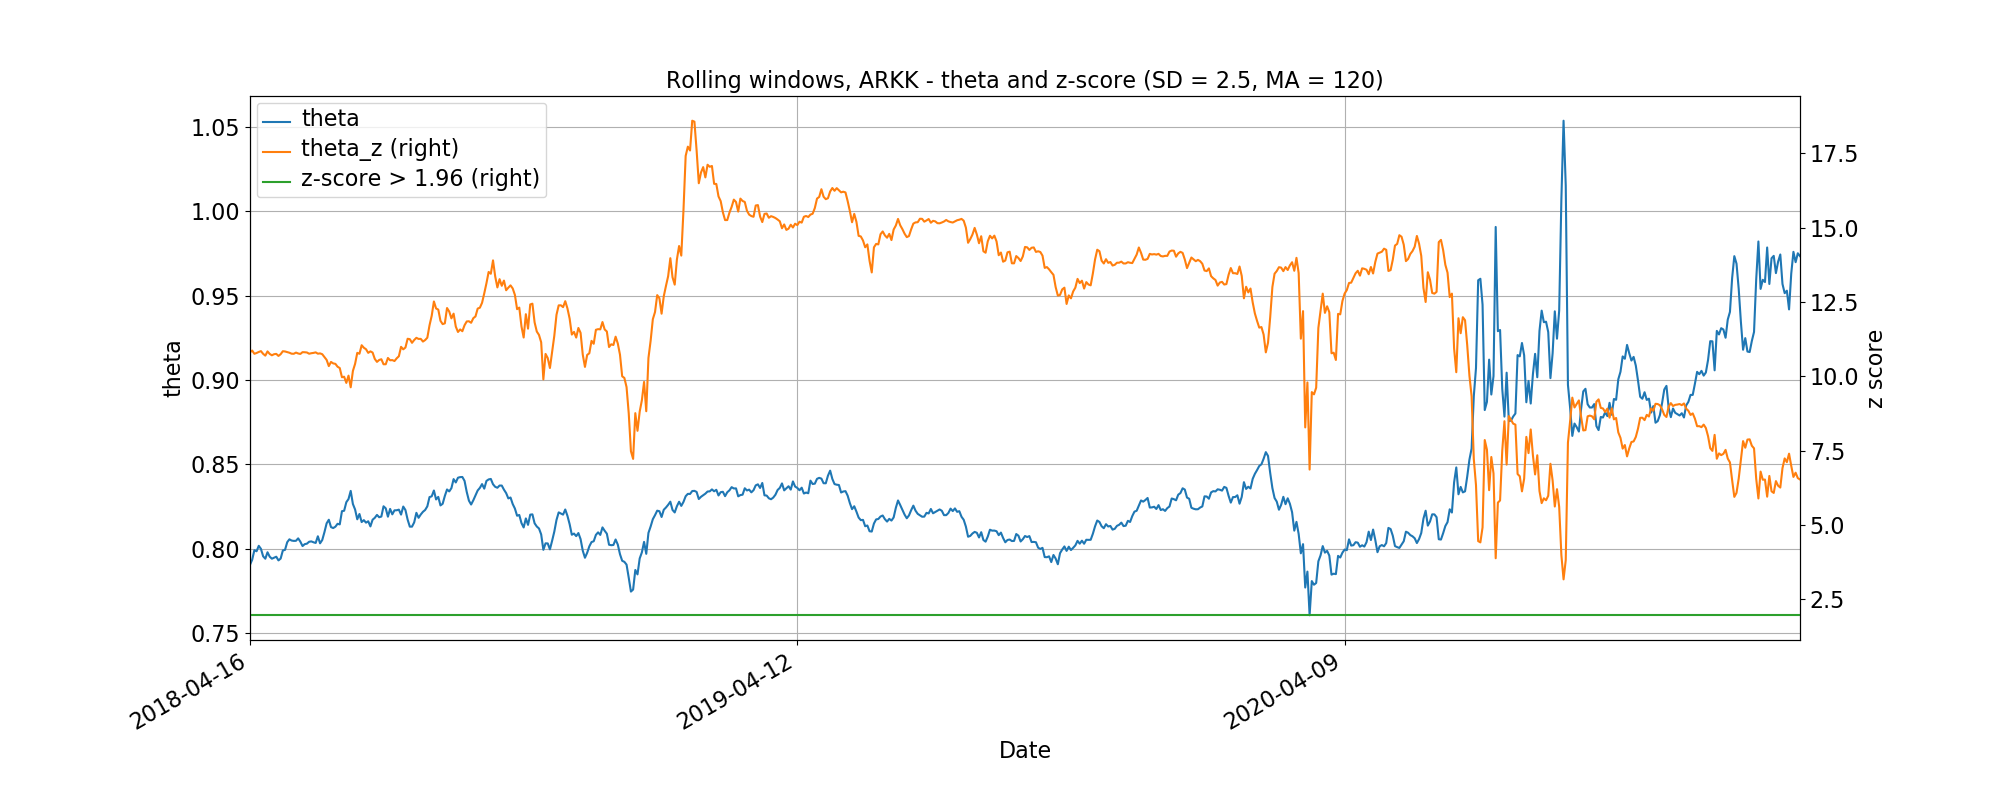 Rolling windows, ARKK - theta and z-score (SD = 2.5, MA = 120)
theta
theta_z (right)
z-score > 1.96 (right)
1.05
1.00
0.95
0.90
0.85
0.80
0.75
theta
17.5
15.0
12.5
10.0
7.5
5.0
2.5
z score
2018-04-16
2019-04-12
2020-04-09
Date